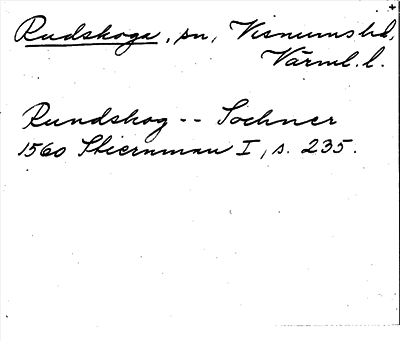 Rudskoga, sn, Visnums hd,
Värml. l.
Rundskog -- Sochner
1560 Stiernman I, s. 235.